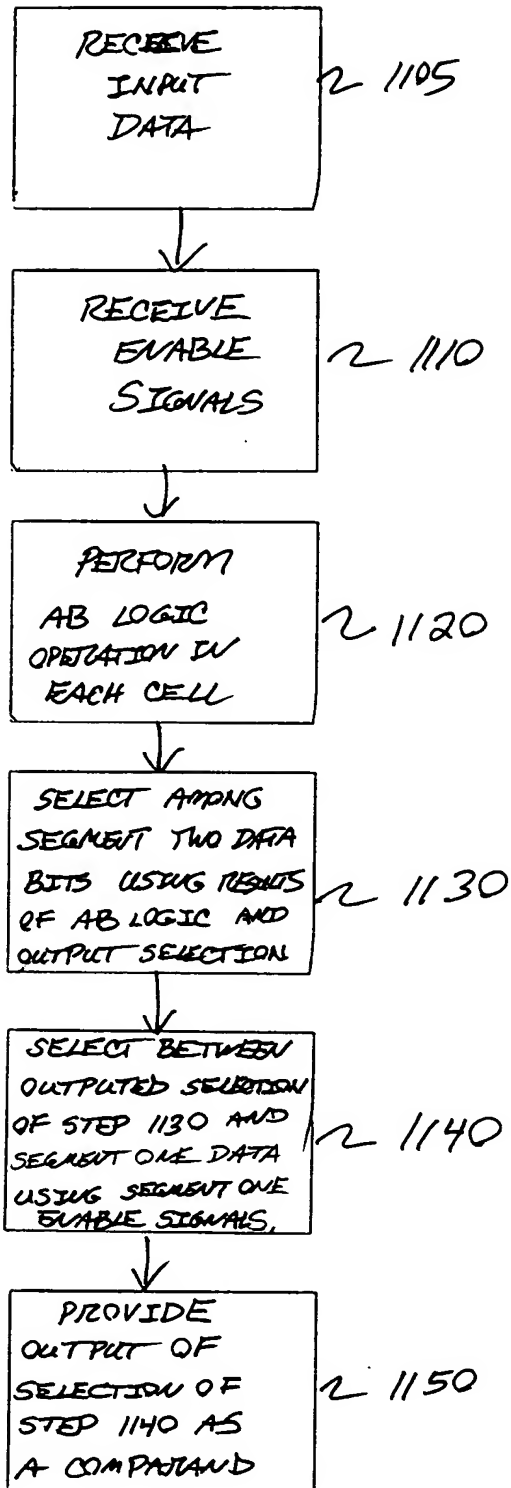 RECEIVE
INPUT
DATA
1105
RECEIVE
ENABLE
SIGNALS
1110
PERFORM
AB LOGIC
OPERATION IN
EACH CELL
1120
SELECT AMONG
SEGMENT TWO DATA
BITS USING RESULTS
OF AB LOGIC AND
OUTPUT SELECTION
1130
SELECT BETWEEN
OUTPUTED SELECTION
OF STEP 1130 AND
SEGMENT ONE DATA
USING SEGMENT ONE
ENABLE SIGNALS.
1140
PROVIDE
OUTPUT OF
SELECTION OF
STEP 1140 AS
A COMPARAND
1150